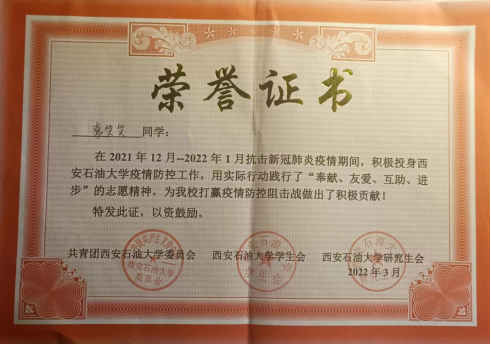 荣誉证书
同学:
在2021年12月--2022年1月抗击新冠肺炎疫情期间，积极投身西
安石油大学疫情防控工作，用实际行动践行了“奉献、友爱、互助、进
步”的志愿精神，为我校打赢疫情防控阻击战做出了积极贡献!
特发此证，以资鼓励。
共青团西安石油大学委员会 西安石油大学学生会 西安石油大学研究生会
2022年3月